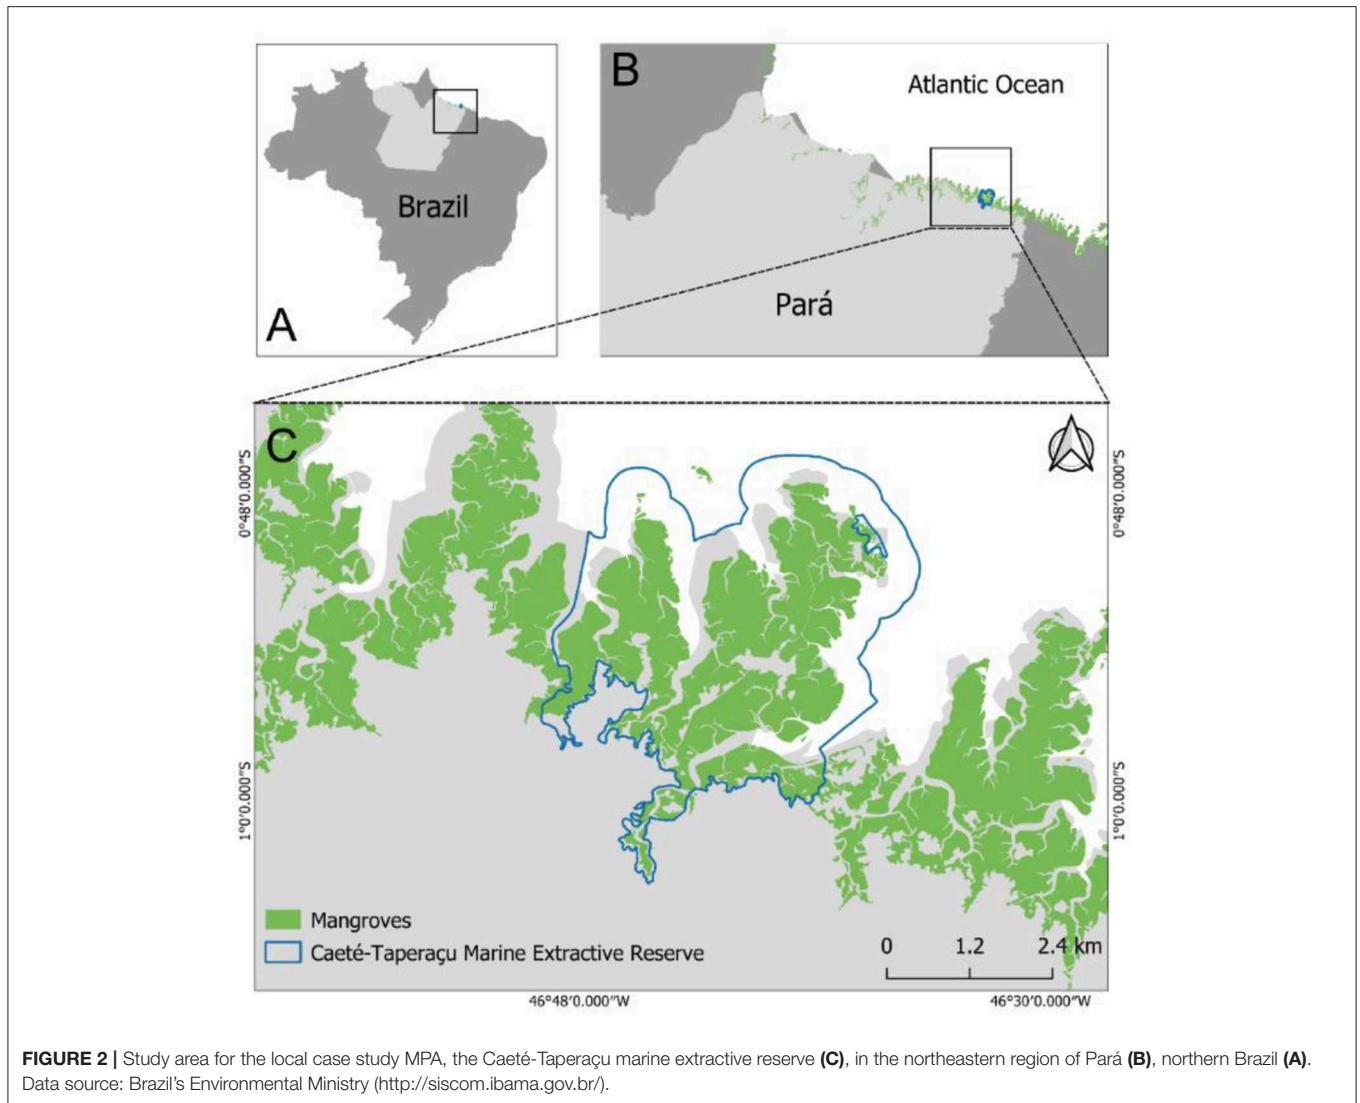 B
Atlantic Ocean
Brazil
A
Pará
C
0°48'0.000"S
0°48'0.000"S
1°0'0.000"S
1°0'0.000"S
Mangroves
Caeté-Taperaçu Marine Extractive Reserve
0 1.2 2.4 km
46°48'0.000"W 46°30'0.000"W
FIGURE 2 | Study area for the local case study MPA, the Caeté-Taperaçu marine extractive reserve (C), in the northeastern region of Pará (B), northern Brazil (A).
Data source: Brazil's Environmental Ministry (http://siscom.ibama.gov.br/).